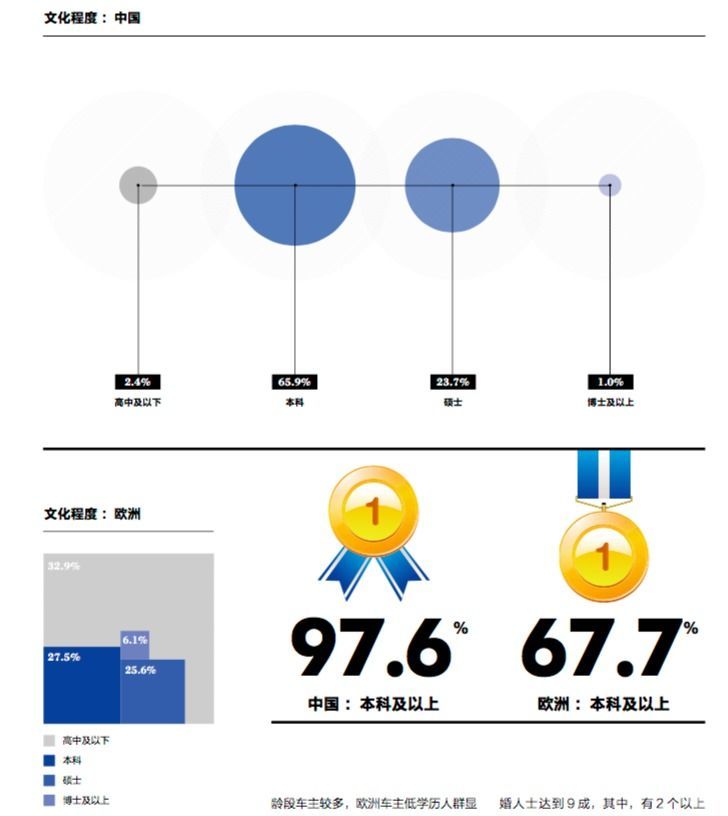 文化程度：中国
2.4%
65.9%
23.7%
1.0%
高中及以下
本科
硕士
博士及以上
文化程度：欧洲
32.9%
6.1%
27.5%
25.6%
高中及以下
本科
硕士
博士及以上
1
97.6%
中国：本科及以上
1
67.7%
欧洲：本科及以上
龄段车主较多，欧洲车主低学历人群显
婚人士达到9成，其中，有2个以上